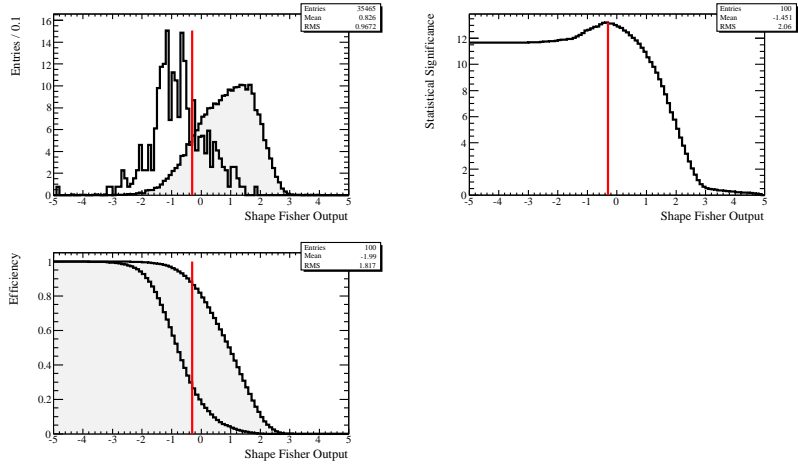 Entries 35465
Mean 0.826
RMS 0.9672
Entries / 0.1
16
14
12
10
8
6
4
2
0
-5 -4 -3 -2 -1 0 1 2 3 4 5
Shape Fisher Output
Entries 100
Mean -1.451
RMS 2.06
Statistical Significance
12
10
8
6
4
2
0
-5 -4 -3 -2 -1 0 1 2 3 4 5
Shape Fisher Output
Entries 100
Mean -1.99
RMS 1.817
Efficiency
1
0.8
0.6
0.4
0.2
0
-5 -4 -3 -2 -1 0 1 2 3 4 5
Shape Fisher Output